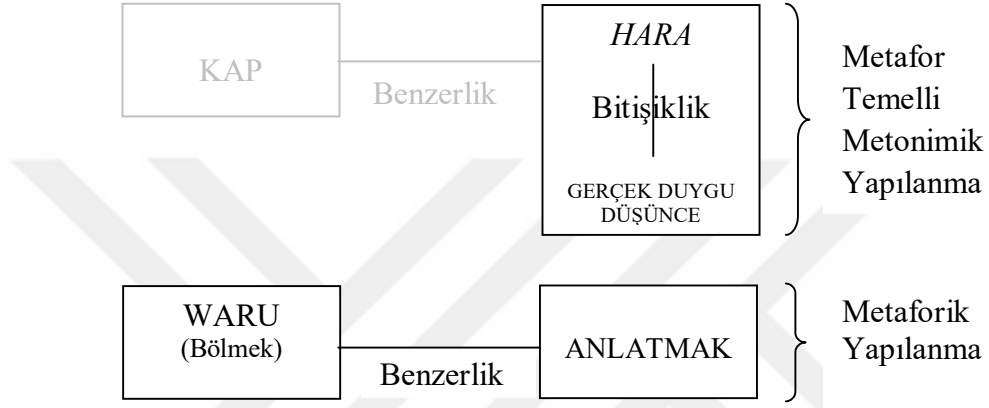 KAP
Benzerlik
HARA
Bitişiklik
GERÇEK DUYGU
DÜŞÜNCE
Metafor
Temelli
Metonimik
Yapılanma
WARU
(Bölmek)
Benzerlik
ANLATMAK
Metaforik
Yapılanma